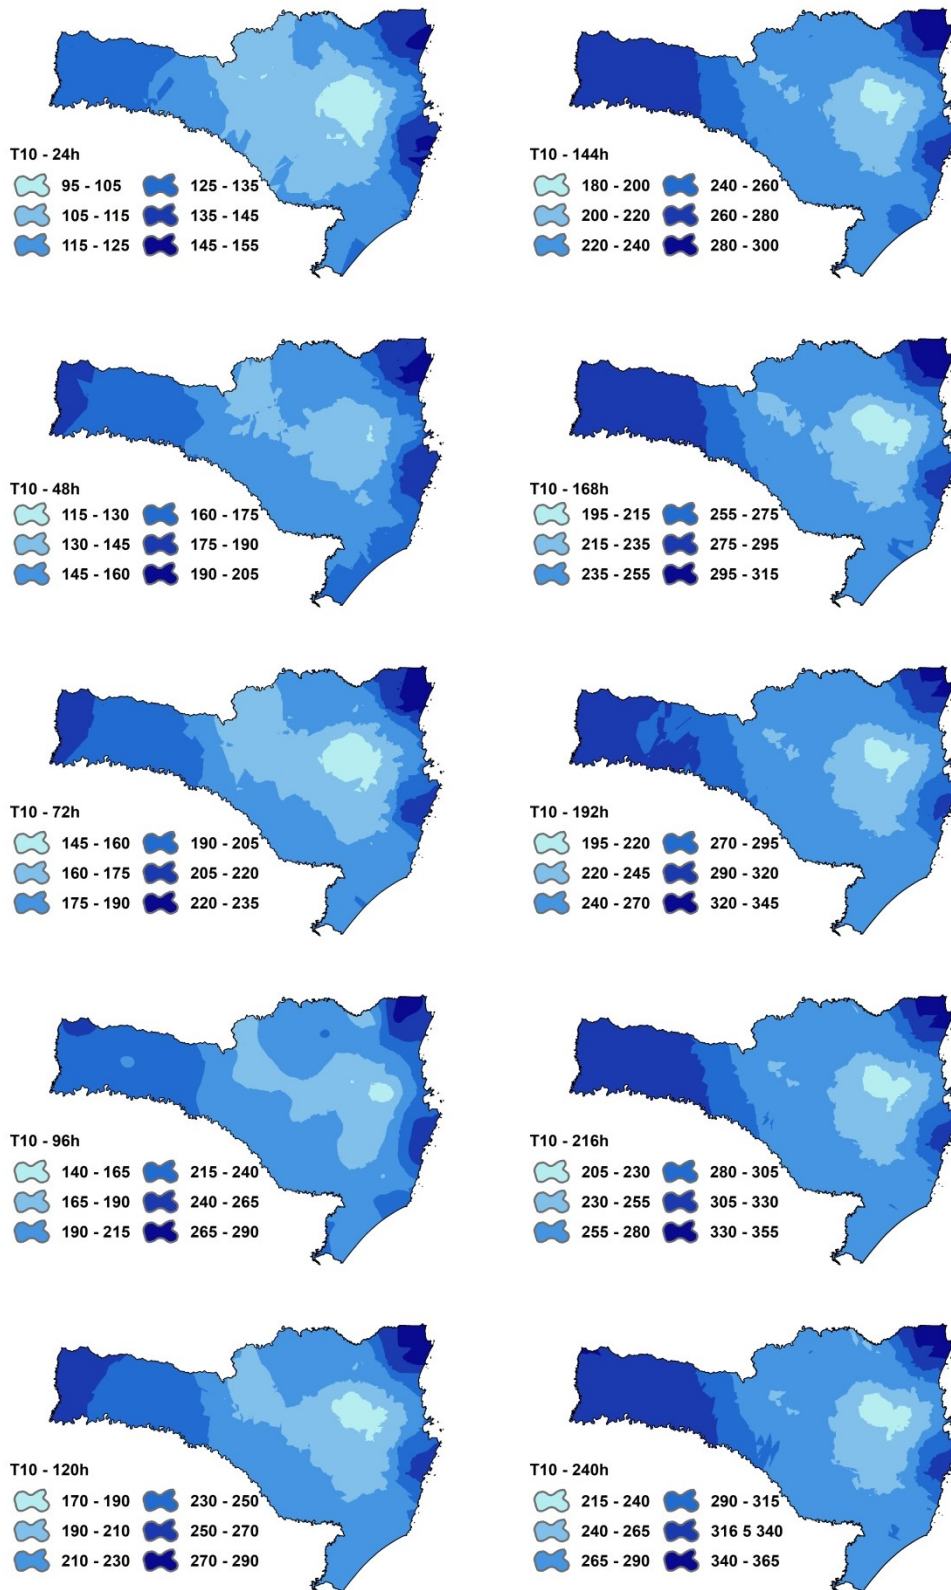 T10 - 24h
95 - 105 125 - 135
105 - 115 135 - 145
115 - 125 145 - 155
T10 - 144h
180 - 200 240 - 260
200 - 220 260 - 280
220 - 240 280 - 300
T10 - 48h
115 - 130 160 - 175
130 - 145 175 - 190
145 - 160 190 - 205
T10 - 168h
195 - 215 255 - 275
215 - 235 275 - 295
235 - 255 295 - 315
T10 - 72h
145 - 160 190 - 205
160 - 175 205 - 220
175 - 190 220 - 235
T10 - 192h
195 - 220 270 - 295
220 - 245 290 - 320
240 - 270 320 - 345
T10 - 96h
140 - 165 215 - 240
165 - 190 240 - 265
190 - 215 265 - 290
T10 - 216h
205 - 230 280 - 305
230 - 255 305 - 330
255 - 280 330 - 355
T10 - 120h
170 - 190 230 - 250
190 - 210 250 - 270
210 - 230 270 - 290
T10 - 240h
215 - 240 290 - 315
240 - 265 316 5 340
265 - 290 340 - 365